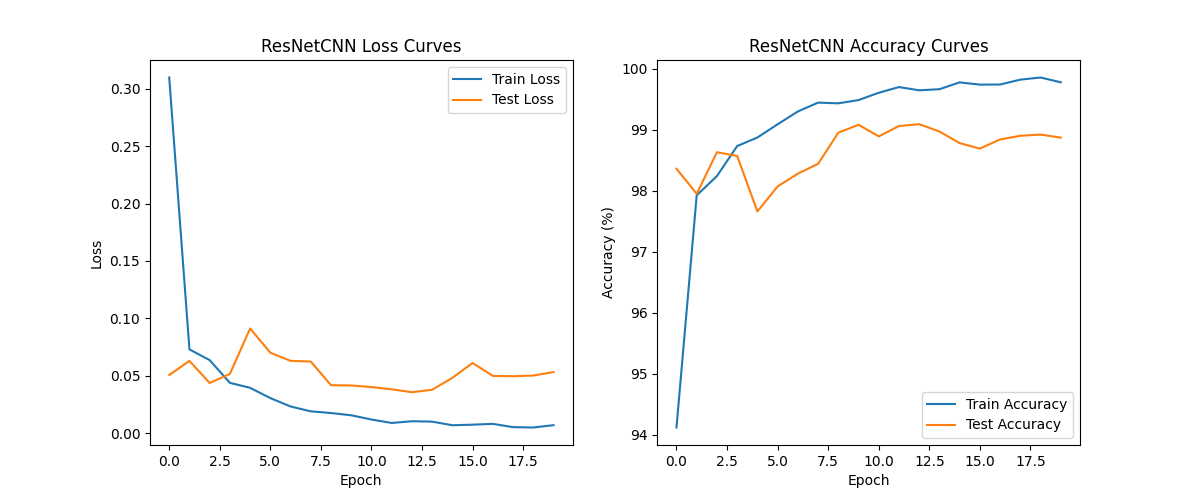 ResNetCNN Loss Curves
Train Loss
Test Loss
0.30
0.25
0.20
0.15
0.10
0.05
0.00
Loss
0.0 2.5 5.0 7.5 10.0 12.5 15.0 17.5
Epoch
ResNetCNN Accuracy Curves
100
99
98
97
96
95
94
Accuracy (%)
Train Accuracy
Test Accuracy
0.0 2.5 5.0 7.5 10.0 12.5 15.0 17.5
Epoch